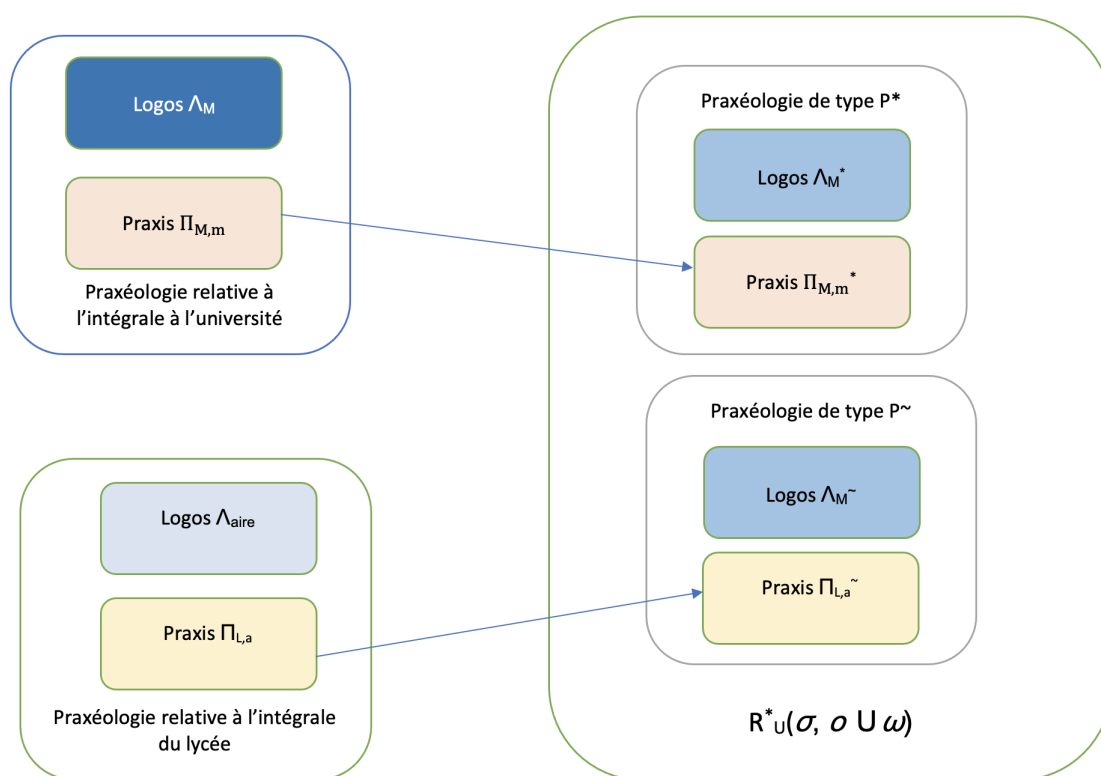 Logos Λ_M
Praxis Π_M,m
Praxéologie relative à
l’intégrale à l’université
Logos Λ_aire
Praxis Π_L,a
Praxéologie relative à l’intégrale
du lycée
Praxéologie de type P*
Logos Λ_M*
Praxis Π_M,m*
Praxéologie de type P~
Logos Λ_M~
Praxis Π_L,a~
R*_U(σ, o U ω)